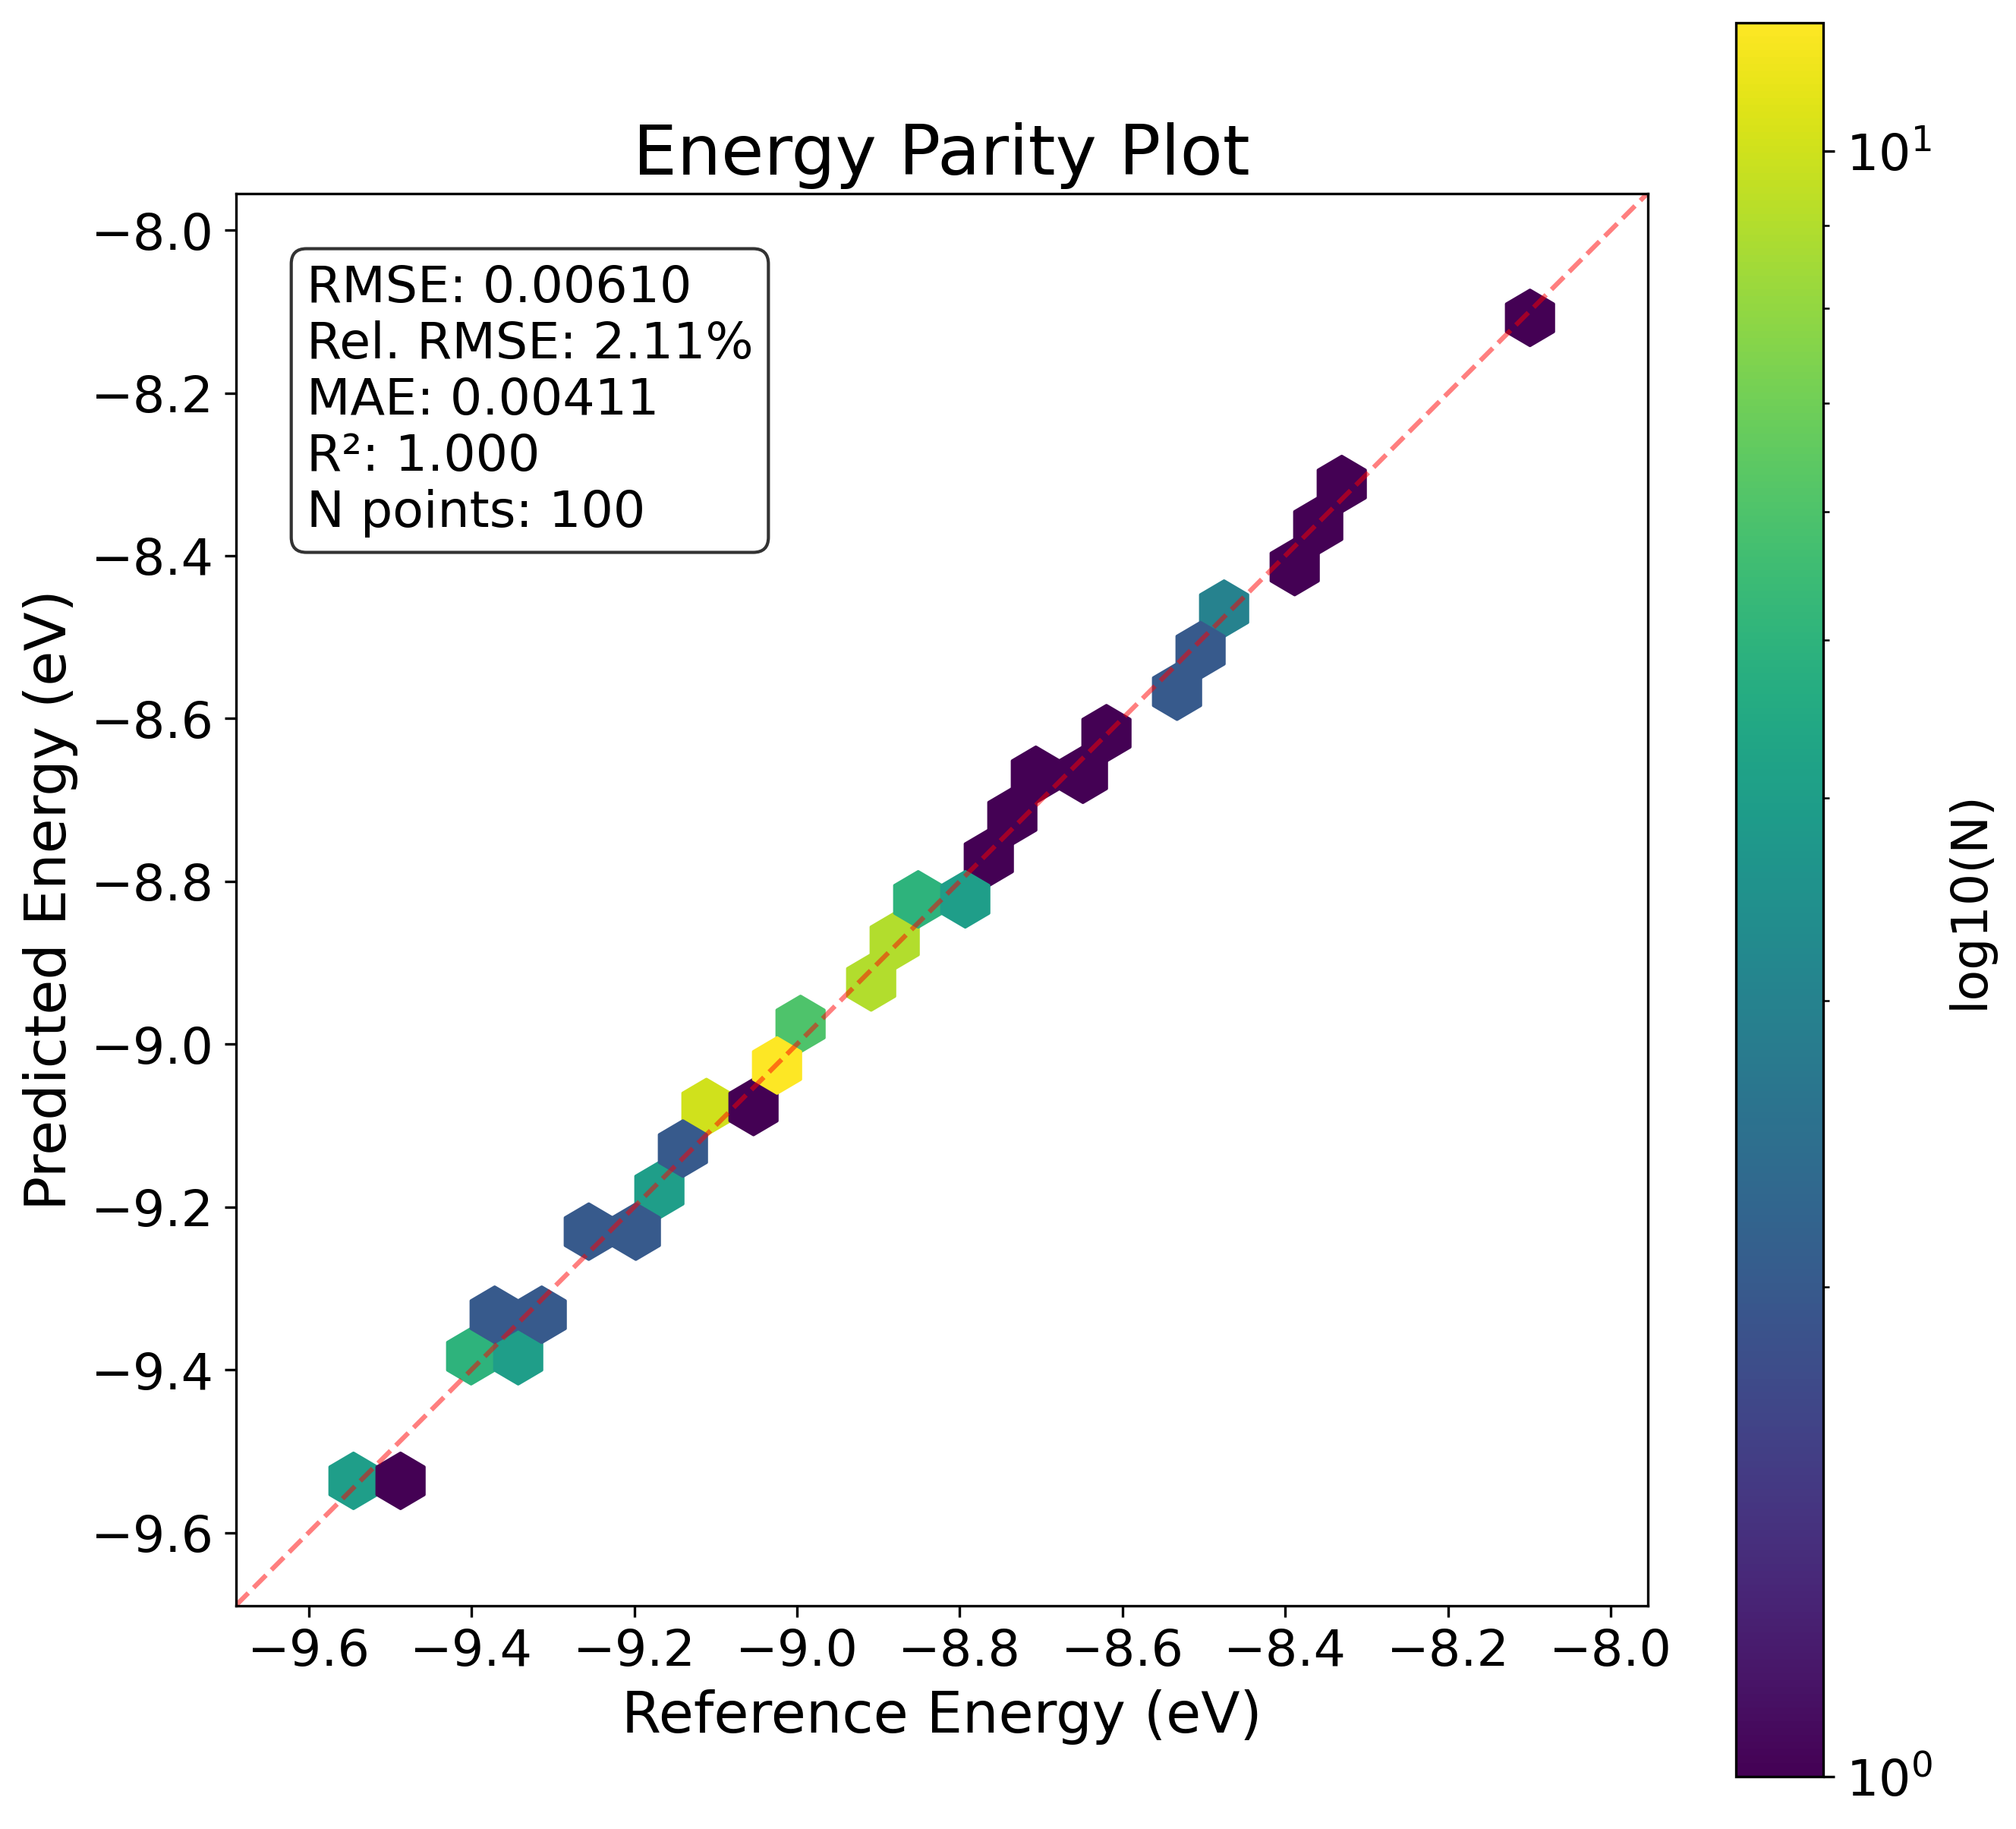 Energy Parity Plot
RMSE: 0.00610
Rel. RMSE: 2.11%
MAE: 0.00411
R²: 1.000
N points: 100
Predicted Energy (eV)
−8.0
−8.2
−8.4
−8.6
−8.8
−9.0
−9.2
−9.4
−9.6
−9.6 −9.4 −9.2 −9.0 −8.8 −8.6 −8.4 −8.2 −8.0
Reference Energy (eV)
10¹
10⁰
log10(N)